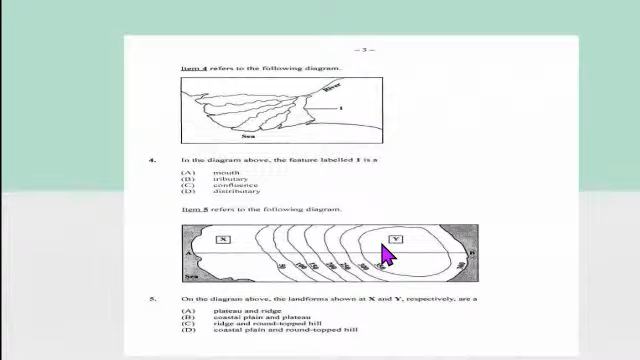 – 3 –
Item 4 refers to the following diagram.
River
1
Sea
4. In the diagram above, the feature labelled 1 is a
(A) mouth
(B) tributary
(C) confluence
(D) distributary
Item 5 refers to the following diagram.
X Y
A B
Sea
5. On the diagram above, the landforms shown at X and Y, respectively, are a
(A) plateau and ridge
(B) coastal plain and plateau
(C) ridge and round-topped hill
(D) coastal plain and round-topped hill